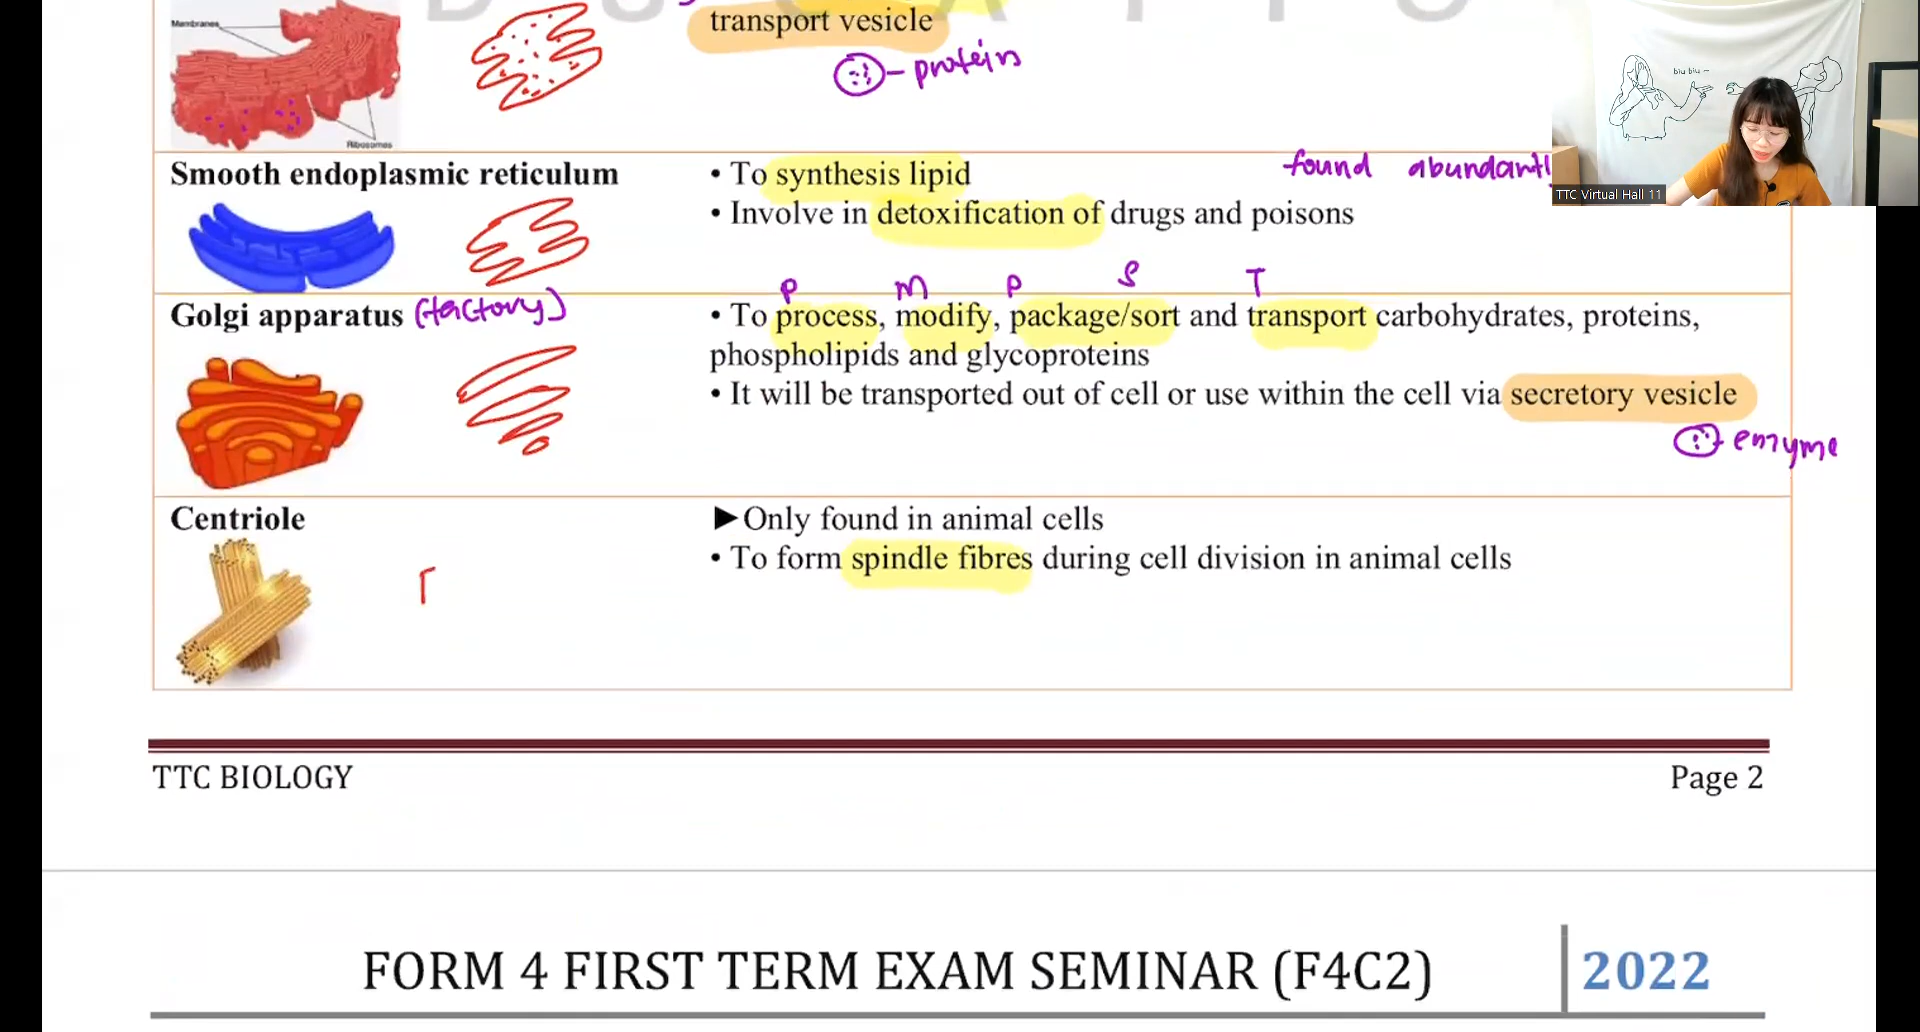 Membranes
transport vesicle
protein
Ribosomes
Smooth endoplasmic reticulum
• To synthesis lipid
found abundantl
• Involve in detoxification of drugs and poisons
biu biu ~
TTC Virtual Hall 11
P M P S T
Golgi apparatus (factory)
• To process, modify, package/sort and transport carbohydrates, proteins,
phospholipids and glycoproteins
• It will be transported out of cell or use within the cell via secretory vesicle
enzyme
Centriole
►Only found in animal cells
• To form spindle fibres during cell division in animal cells
TTC BIOLOGY
Page 2
FORM 4 FIRST TERM EXAM SEMINAR (F4C2)
2022